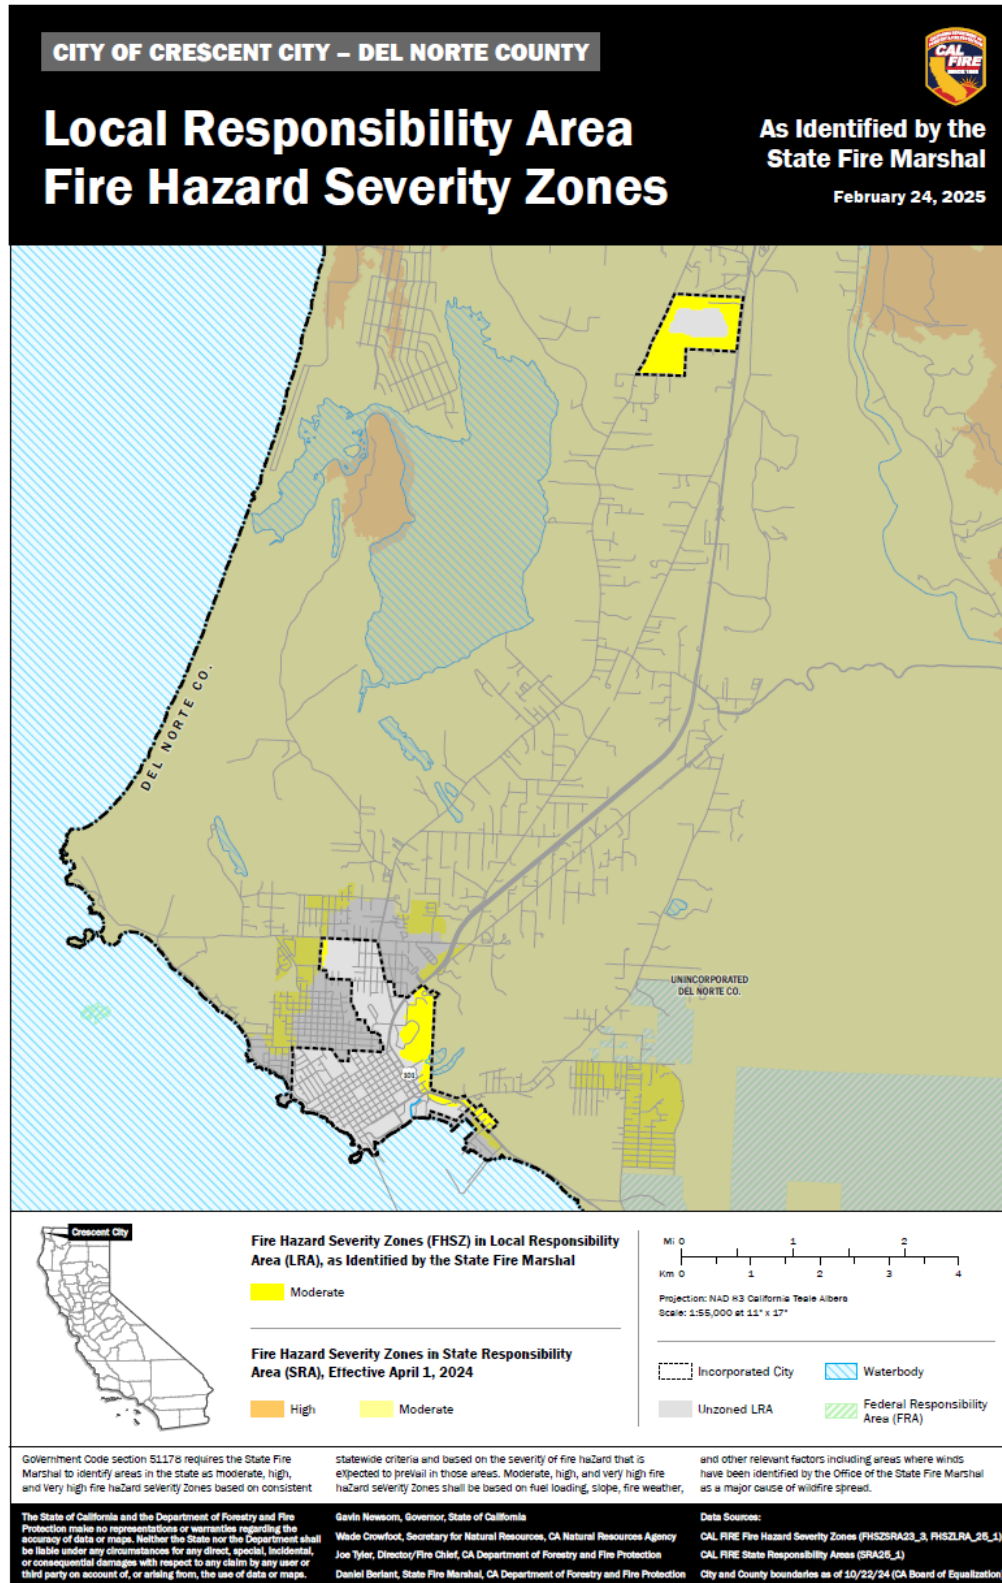 CITY OF CRESCENT CITY – DEL NORTE COUNTY
Local Responsibility Area
Fire Hazard Severity Zones
CAL
FIRE
SINCE 1885
As Identified by the
State Fire Marshal
February 24, 2025
DEL NORTE CO.
UNINCORPORATED
DEL NORTE CO.
101
Crescent City
Fire Hazard Severity Zones (FHSZ) in Local Responsibility
Area (LRA), as Identified by the State Fire Marshal
Moderate
Fire Hazard Severity Zones in State Responsibility
Area (SRA), Effective April 1, 2024
High
Moderate
Mi 0 1 2
Km 0 1 2 3 4
Projection: NAD 83 California Teale Albers
Scale: 1:55,000 at 11" x 17"
Incorporated City
Waterbody
Unzoned LRA
Federal Responsibility
Area (FRA)
Government Code section 51178 requires the State Fire
Marshal to identify areas in the state as moderate, high,
and very high fire hazard severity zones based on consistent
statewide criteria and based on the severity of fire hazard that is
expected to prevail in those areas. Moderate, high, and very high fire
hazard severity zones shall be based on fuel loading, slope, fire weather,
and other relevant factors including areas where winds
have been identified by the Office of the State Fire Marshal
as a major cause of wildfire spread.
The State of California and the Department of Forestry and Fire
Protection make no representations or warranties regarding the
accuracy of data or maps. Neither the State nor the Department shall
be liable under any circumstances for any direct, special, incidental,
or consequential damages with respect to any claim by any user or
third party on account of, or arising from, the use of data or maps.
Gavin Newsom, Governor, State of California
Wade Crowfoot, Secretary for Natural Resources, CA Natural Resources Agency
Joe Tyler, Director/Fire Chief, CA Department of Forestry and Fire Protection
Daniel Berlant, State Fire Marshal, CA Department of Forestry and Fire Protection
Data Sources:
CAL FIRE Fire Hazard Severity Zones (FHSZSRA23_3, FHSZLRA_25_1)
CAL FIRE State Responsibility Areas (SRA25_1)
City and County boundaries as of 10/22/24 (CA Board of Equalization